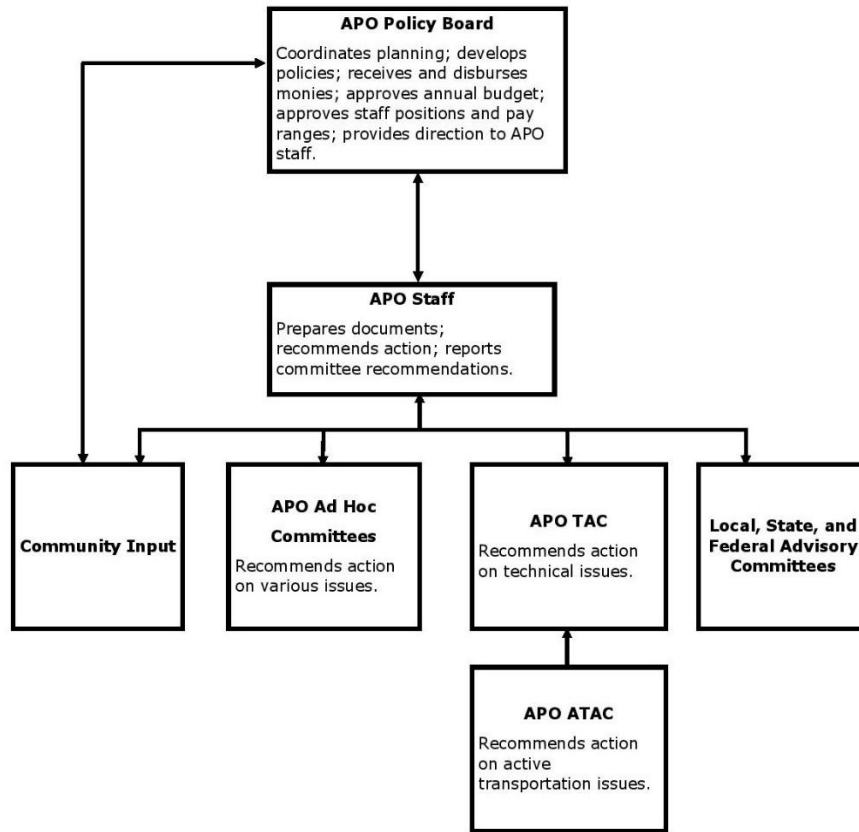 APO Policy Board
Coordinates planning; develops
policies; receives and disburses
monies; approves annual budget;
approves staff positions and pay
ranges; provides direction to APO
staff.
APO Staff
Prepares documents;
recommends action; reports
committee recommendations.
Community Input
APO Ad Hoc
Committees
Recommends action
on various issues.
APO TAC
Recommends action
on technical issues.
Local, State, and
Federal Advisory
Committees
APO ATAC
Recommends action
on active
transportation issues.